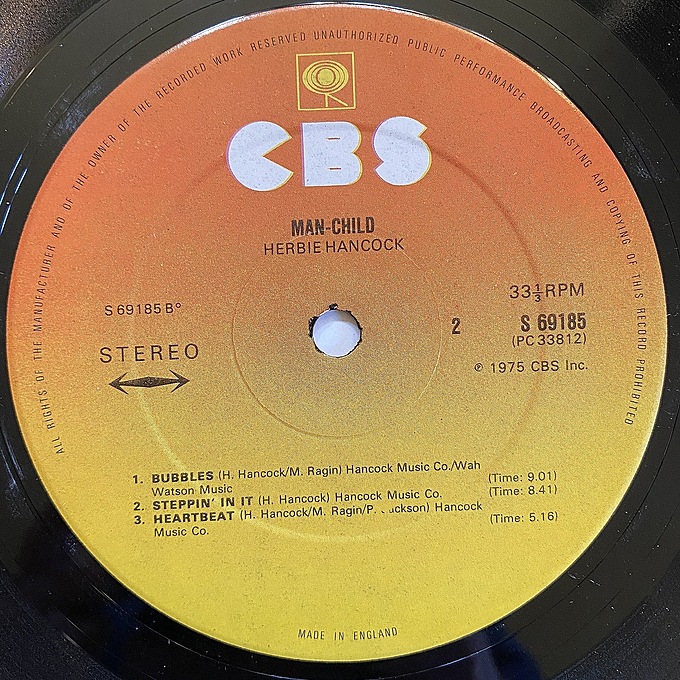 ALL RIGHTS OF THE MANUFACTURER AND OF THE OWNER OF THE RECORDED WORK RESERVED UNAUTHORIZED PUBLIC PERFORMANCE BROADCASTING AND COPYING OF THIS RECORD PROHIBITED
CBS
MAN-CHILD
HERBIE HANCOCK
S 69185 B°
33⅓ RPM
STEREO
2
S 69185
(PC 33812)
℗ 1975 CBS Inc.
1. BUBBLES (H. Hancock/M. Ragin) Hancock Music Co./Wah
Watson Music (Time: 9.01)
2. STEPPIN' IN IT (H. Hancock) Hancock Music Co. (Time: 8.41)
3. HEARTBEAT (H. Hancock/M. Ragin/P. Hancock
Music Co. (Time: 5.16)
MADE IN ENGLAND